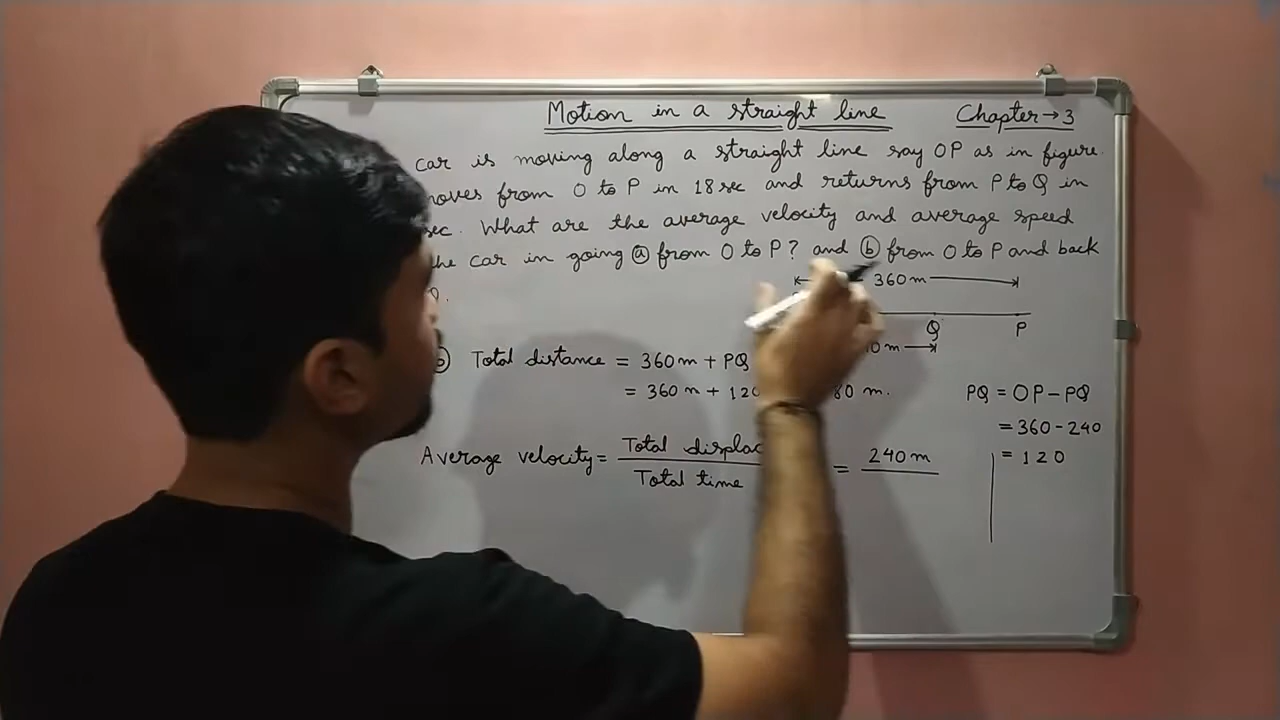 Motion in a straight line Chapter → 3
car is moving along a straight line say OP as in figure.
moves from O to P in 18 sec and returns from P to Q in
sec. What are the average velocity and average speed
the car in going ⓐ from O to P? and ⓑ from O to P and back
360 m
Q P
Total distance = 360 m + PQ
= 360 m + 120 80 m.
PQ = OP - PQ
= 360 - 240
= 120
Average velocity = Total displac = 240 m
Total time